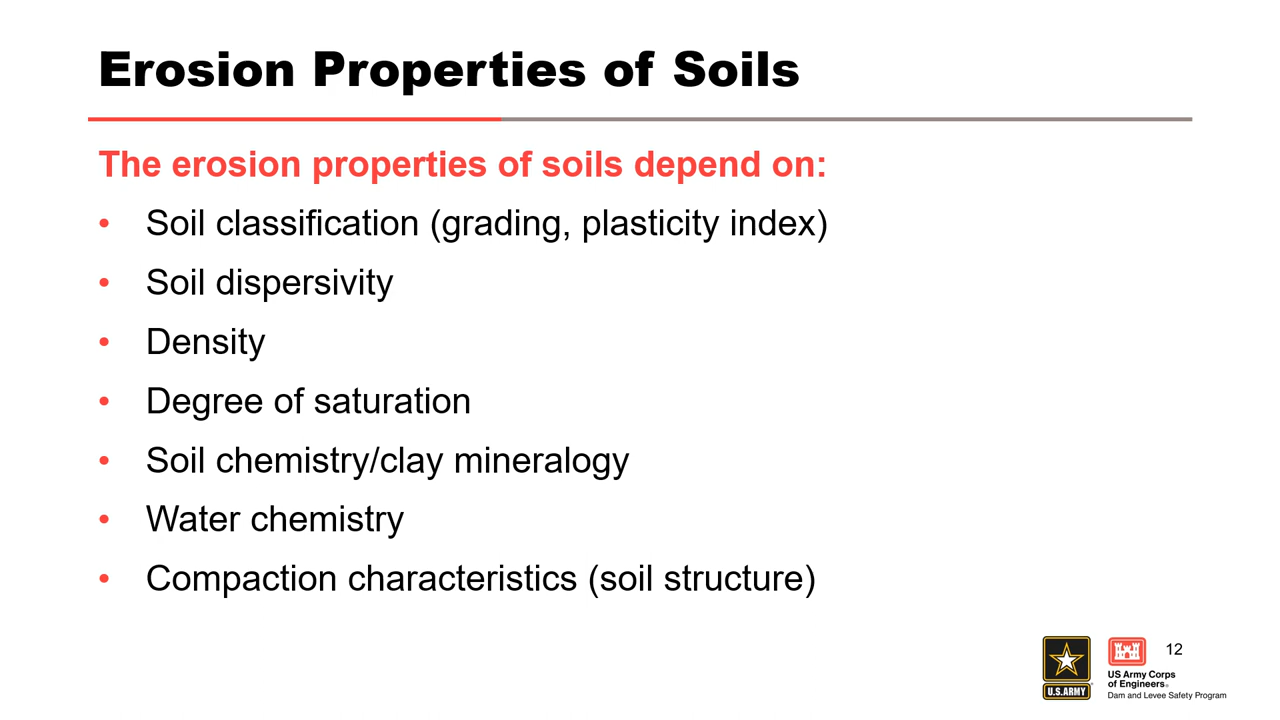 Erosion Properties of Soils
The erosion properties of soils depend on:
• Soil classification (grading, plasticity index)
• Soil dispersivity
• Density
• Degree of saturation
• Soil chemistry/clay mineralogy
• Water chemistry
• Compaction characteristics (soil structure)
12
U.S.ARMY
US Army Corps
of Engineers®
Dam and Levee Safety Program